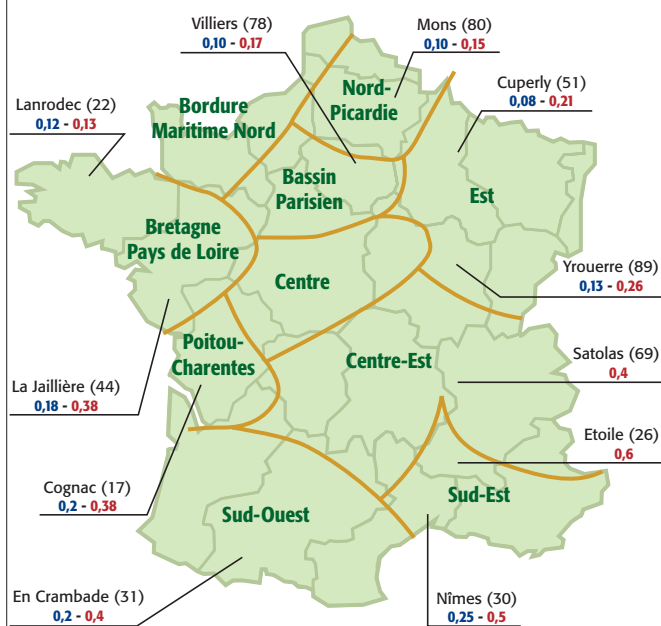 Villiers (78)
0,10 - 0,17
Mons (80)
0,10 - 0,15
Cuperly (51)
0,08 - 0,21
Lanrodec (22)
0,12 - 0,13
Bordure
Maritime Nord
Nord-
Picardie
Bassin
Parisien
Est
Bretagne
Pays de Loire
Centre
Yrouerre (89)
0,13 - 0,26
Poitou-
Charentes
Centre-Est
Satolas (69)
0,4
La Jaillière (44)
0,18 - 0,38
Etoile (26)
0,6
Cognac (17)
0,2 - 0,38
Sud-Ouest
Sud-Est
En Crambade (31)
0,2 - 0,4
Nîmes (30)
0,25 - 0,5